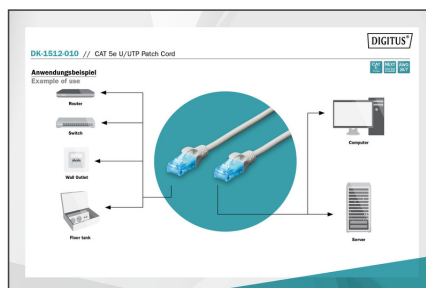 DIGITUS®
DK-1512-010 // CAT 5e U/UTP Patch Cord
Anwendungsbeispiel
Example of use
Router
Switch
Wall Outlet
Floor tank
Computer
Server